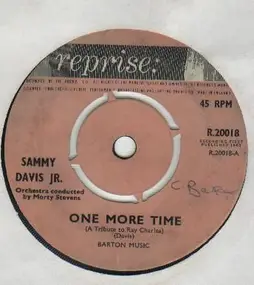 reprise:
45 RPM
R.20018
R.20018-A
SAMMY
DAVIS JR.
Orchestra conducted
by Morty Stevens
ONE MORE TIME
(A Tribute to Ray Charles)
(Davis)
BARTON MUSIC